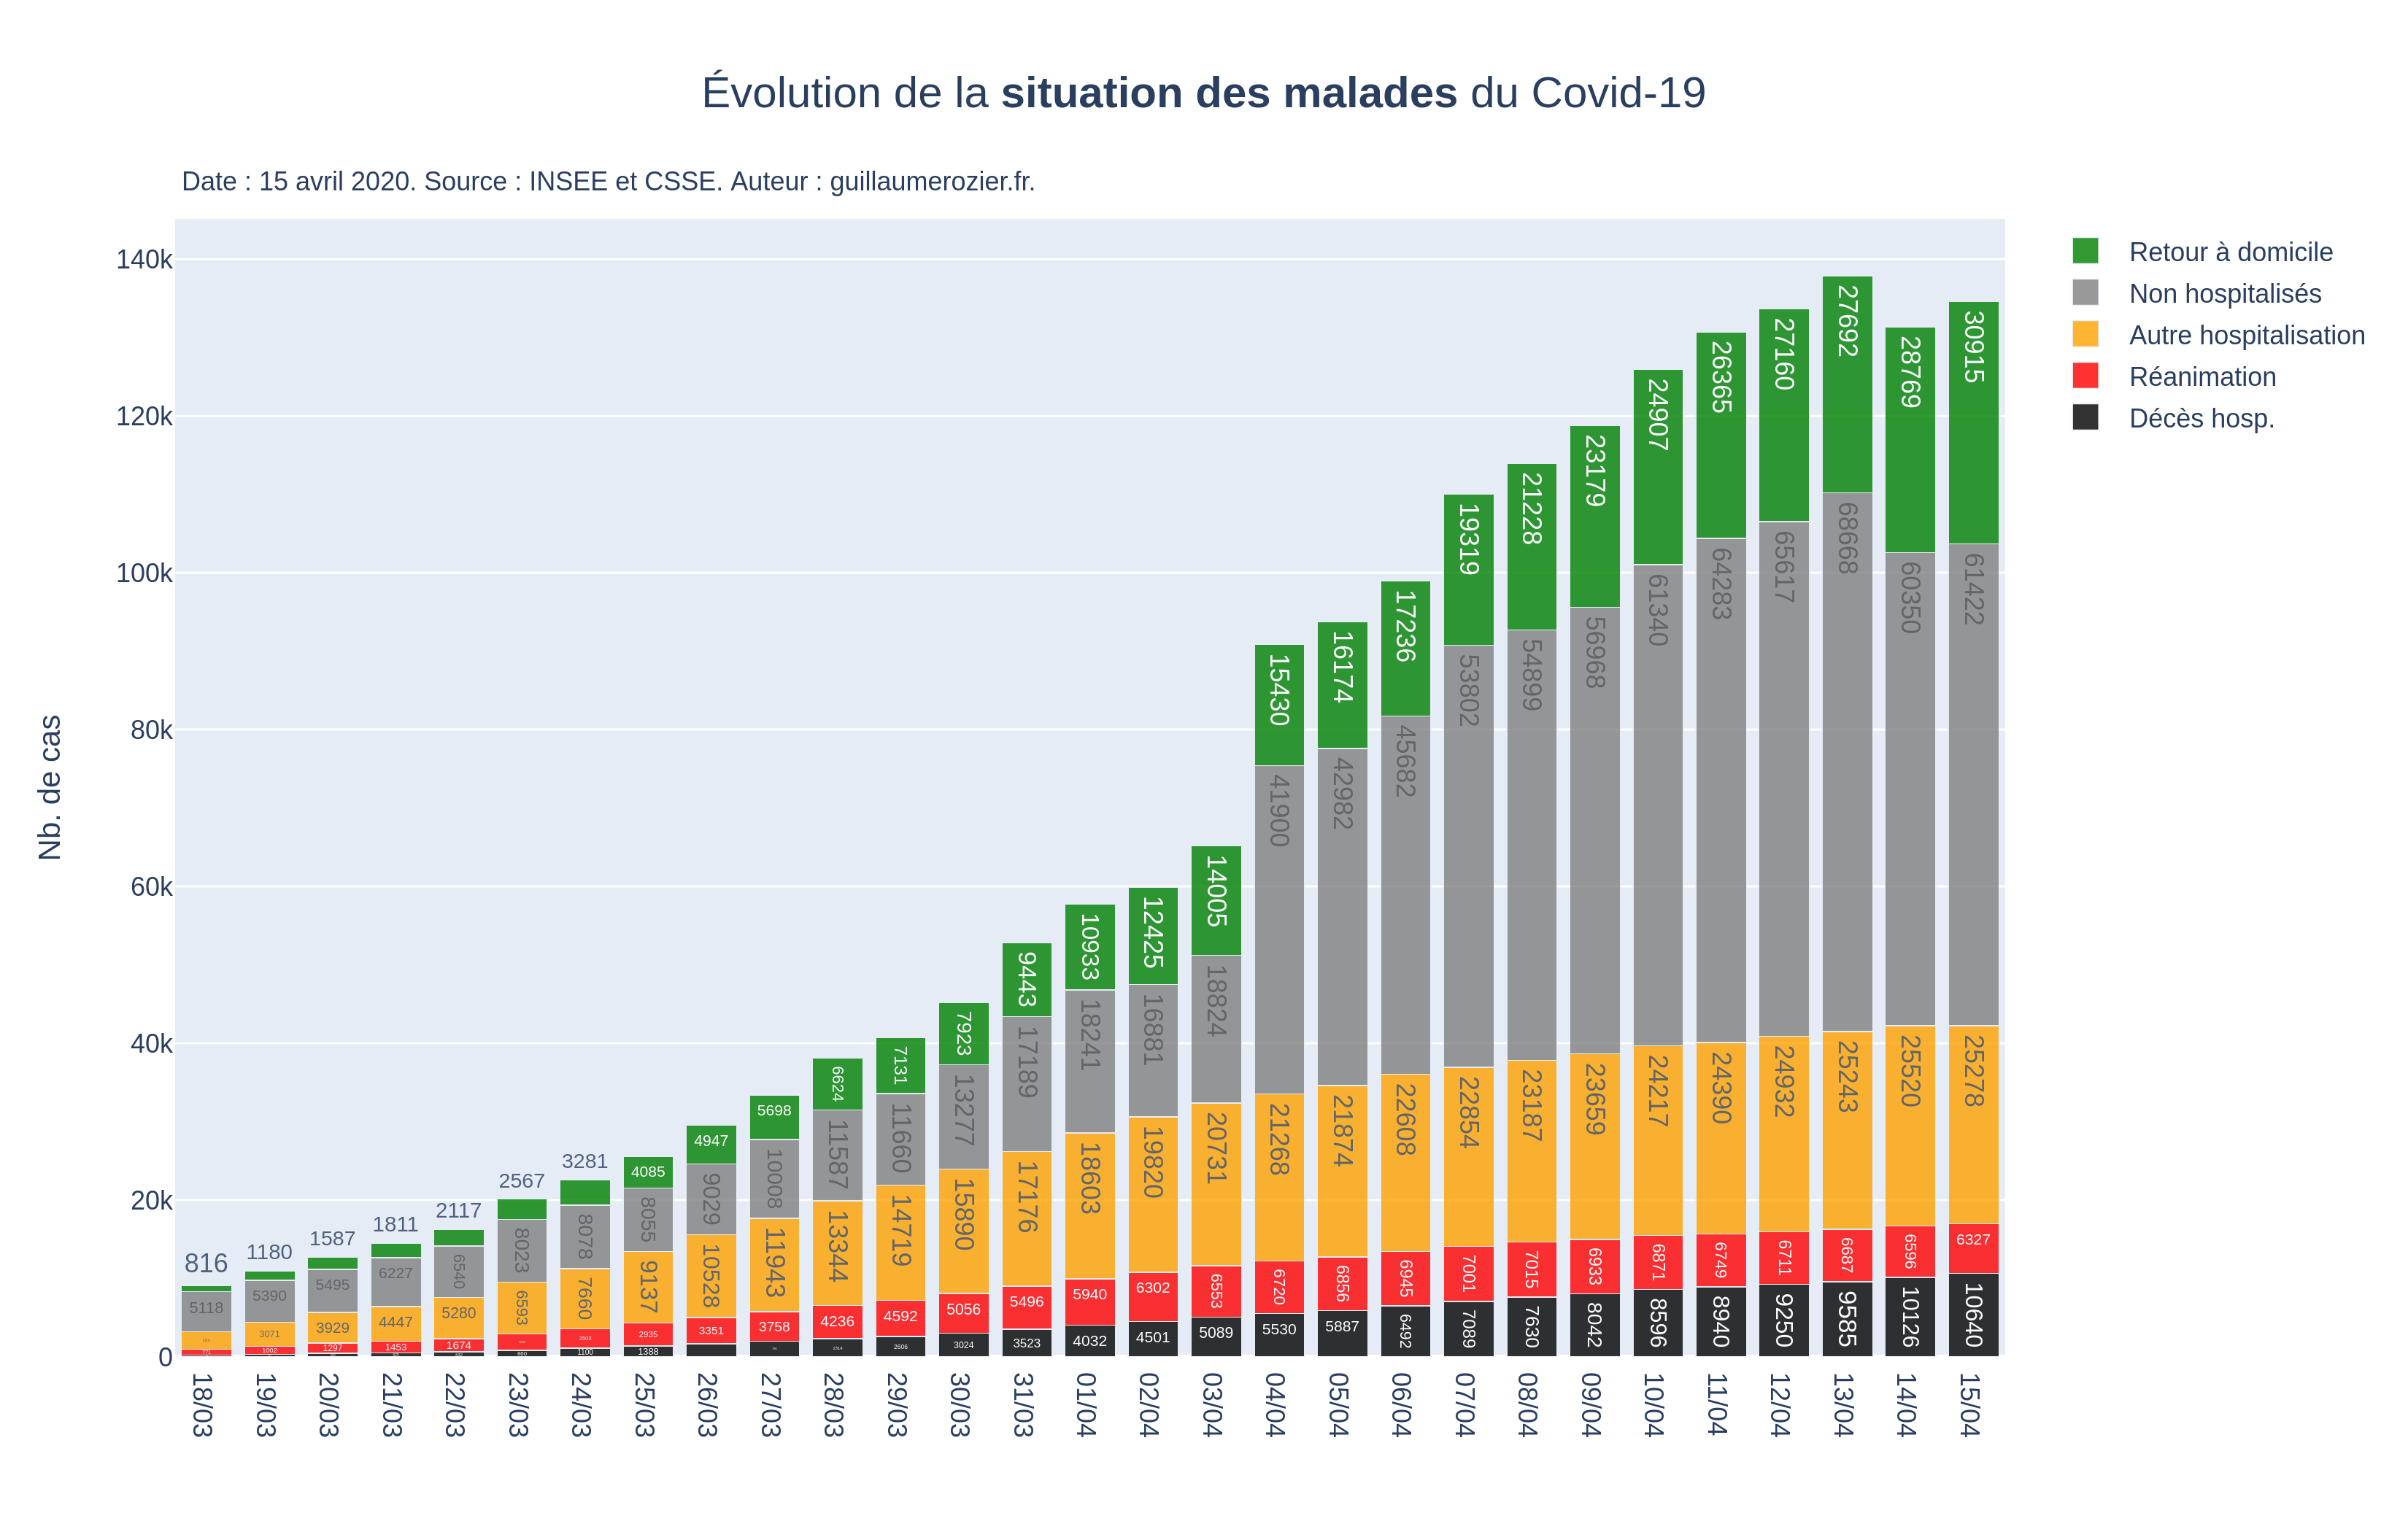 Évolution de la situation des malades du Covid-19
Date : 15 avril 2020. Source : INSEE et CSSE. Auteur : guillaumerozier.fr.
Retour à domicile
Non hospitalisés
Autre hospitalisation
Réanimation
Décès hosp.
Nb. de cas
140k
120k
100k
80k
60k
40k
20k
0
816 1180 1587 1811 2117 2567 3281 4085 4947 5698 6624 7131 7923 9443 10933 12425 14005 15430 16174 17236 19319 21228 23179 24907 26365 27160 27692 28769 30915
5118 5390 5495 6227 6540 8023 8078 8055 9029 10008 11587 11660 13277 17189 18241 16881 18824 41900 42982 45682 53802 54899 56968 61340 64283 65617 68668 60350 61422
3071 3929 4447 5280 6593 7660 9137 10528 11943 13344 14719 15890 17176 18603 19820 20731 21268 21874 22608 22854 23187 23659 24217 24390 24932 25243 25520 25278
1002 1297 1453 1674 2503 2935 3351 3758 4236 4592 5056 5496 5940 6302 6553 6720 6856 6945 7001 7015 6933 6871 6749 6711 6687 6596 6327
860 1100 1388 2314 2606 3024 3523 4032 4501 5089 5530 5887 6492 7089 7630 8042 8596 8940 9250 9585 10126 10640
18/03 19/03 20/03 21/03 22/03 23/03 24/03 25/03 26/03 27/03 28/03 29/03 30/03 31/03 01/04 02/04 03/04 04/04 05/04 06/04 07/04 08/04 09/04 10/04 11/04 12/04 13/04 14/04 15/04